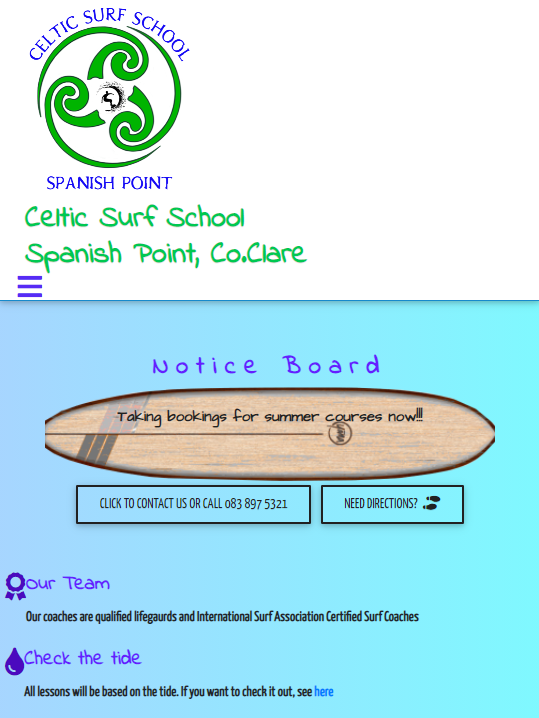 CELTIC SURF SCHOOL
SPANISH POINT
Celtic Surf School
Spanish Point, Co.Clare
Notice Board
Taking bookings for summer courses now!!!
CLICK TO CONTACT US OR CALL 083 897 5321
NEED DIRECTIONS?
Our Team
Our coaches are qualified lifegaurds and International Surf Association Certified Surf Coaches
Check the tide
All lessons will be based on the tide. If you want to check it out, see here